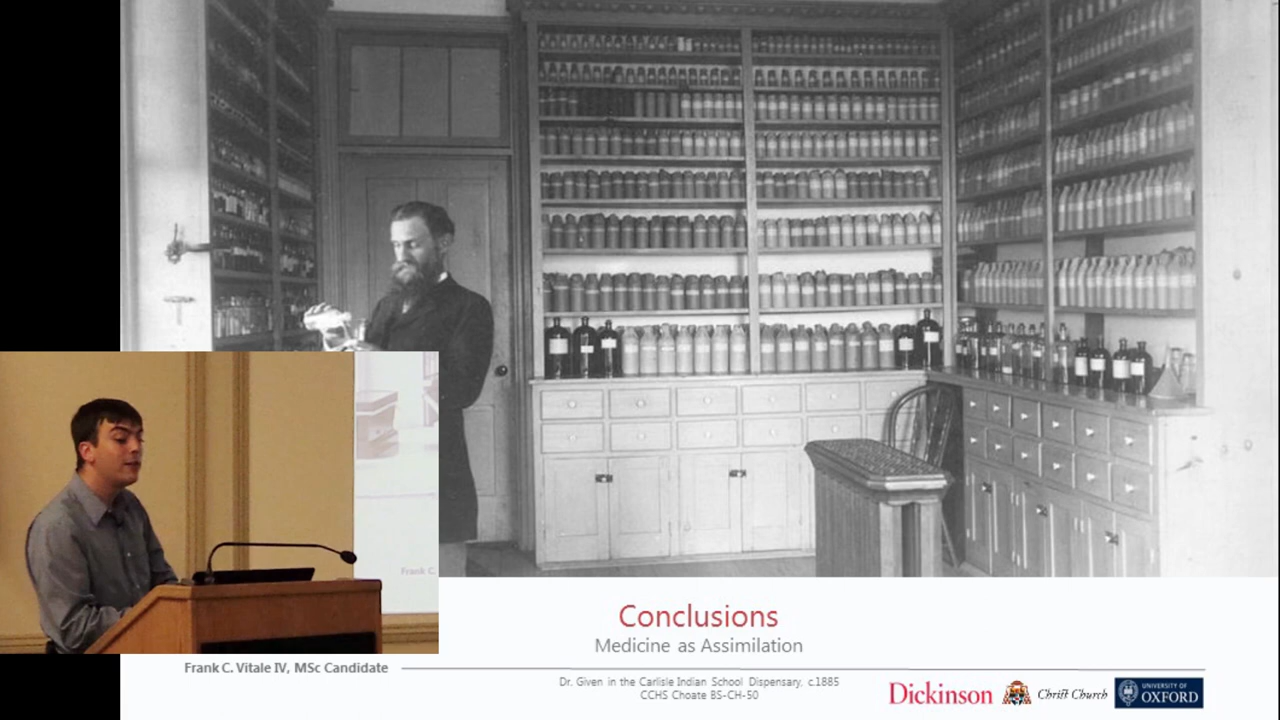 Conclusions
Medicine as Assimilation
Frank C. Vitale IV, MSc Candidate
Dr. Given in the Carlisle Indian School Dispensary, c.1885
CCHS Choate BS-CH-50
Dickinson
Christ Church
UNIVERSITY OF
OXFORD
Frank C